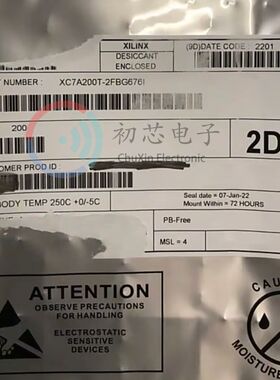 XILINX
DESICCANT
ENCLOSED
(9D)DATE CODE 2201
T NUMBER : XC7A200T-2FBG676I
200
初芯电子
ChuXin Electronic
2D
OMER PROD ID :
BODY TEMP 250C +0/-5C
Seal date = 07-Jan-22
Mount Within = 72 HOURS
PB-Free
MSL = 4
ATTENTION
OBSERVE PRECAUTIONS
FOR HANDLING
ELECTROSTATIC
SENSITIVE
DEVICES
CAU
MOISTURE